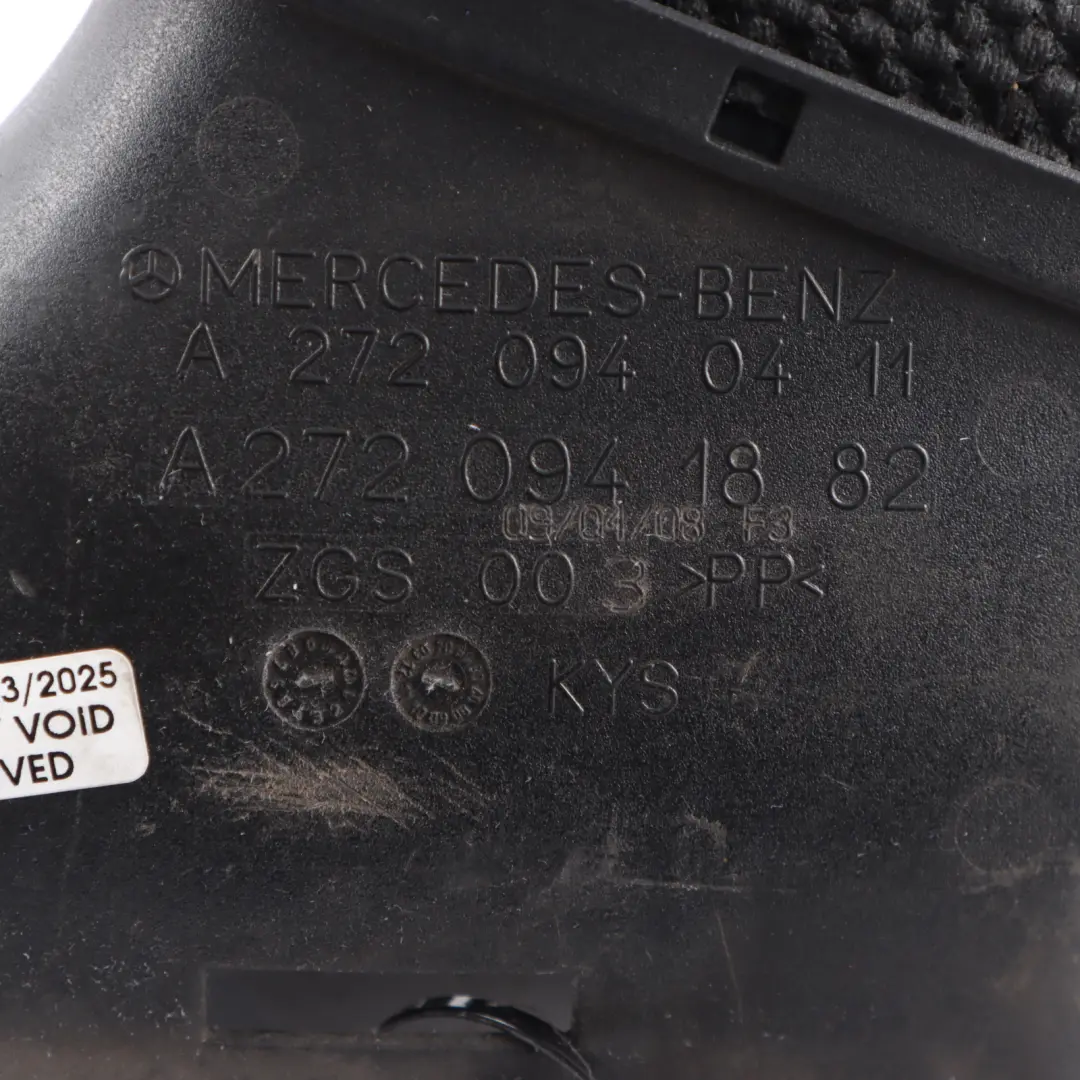 MERCEDES-BENZ
A 272 094 04 11
A 272 094 18 82
09/04/08 F3
ZGS 003 >PP<
KYS
3/2025
VOID
VED